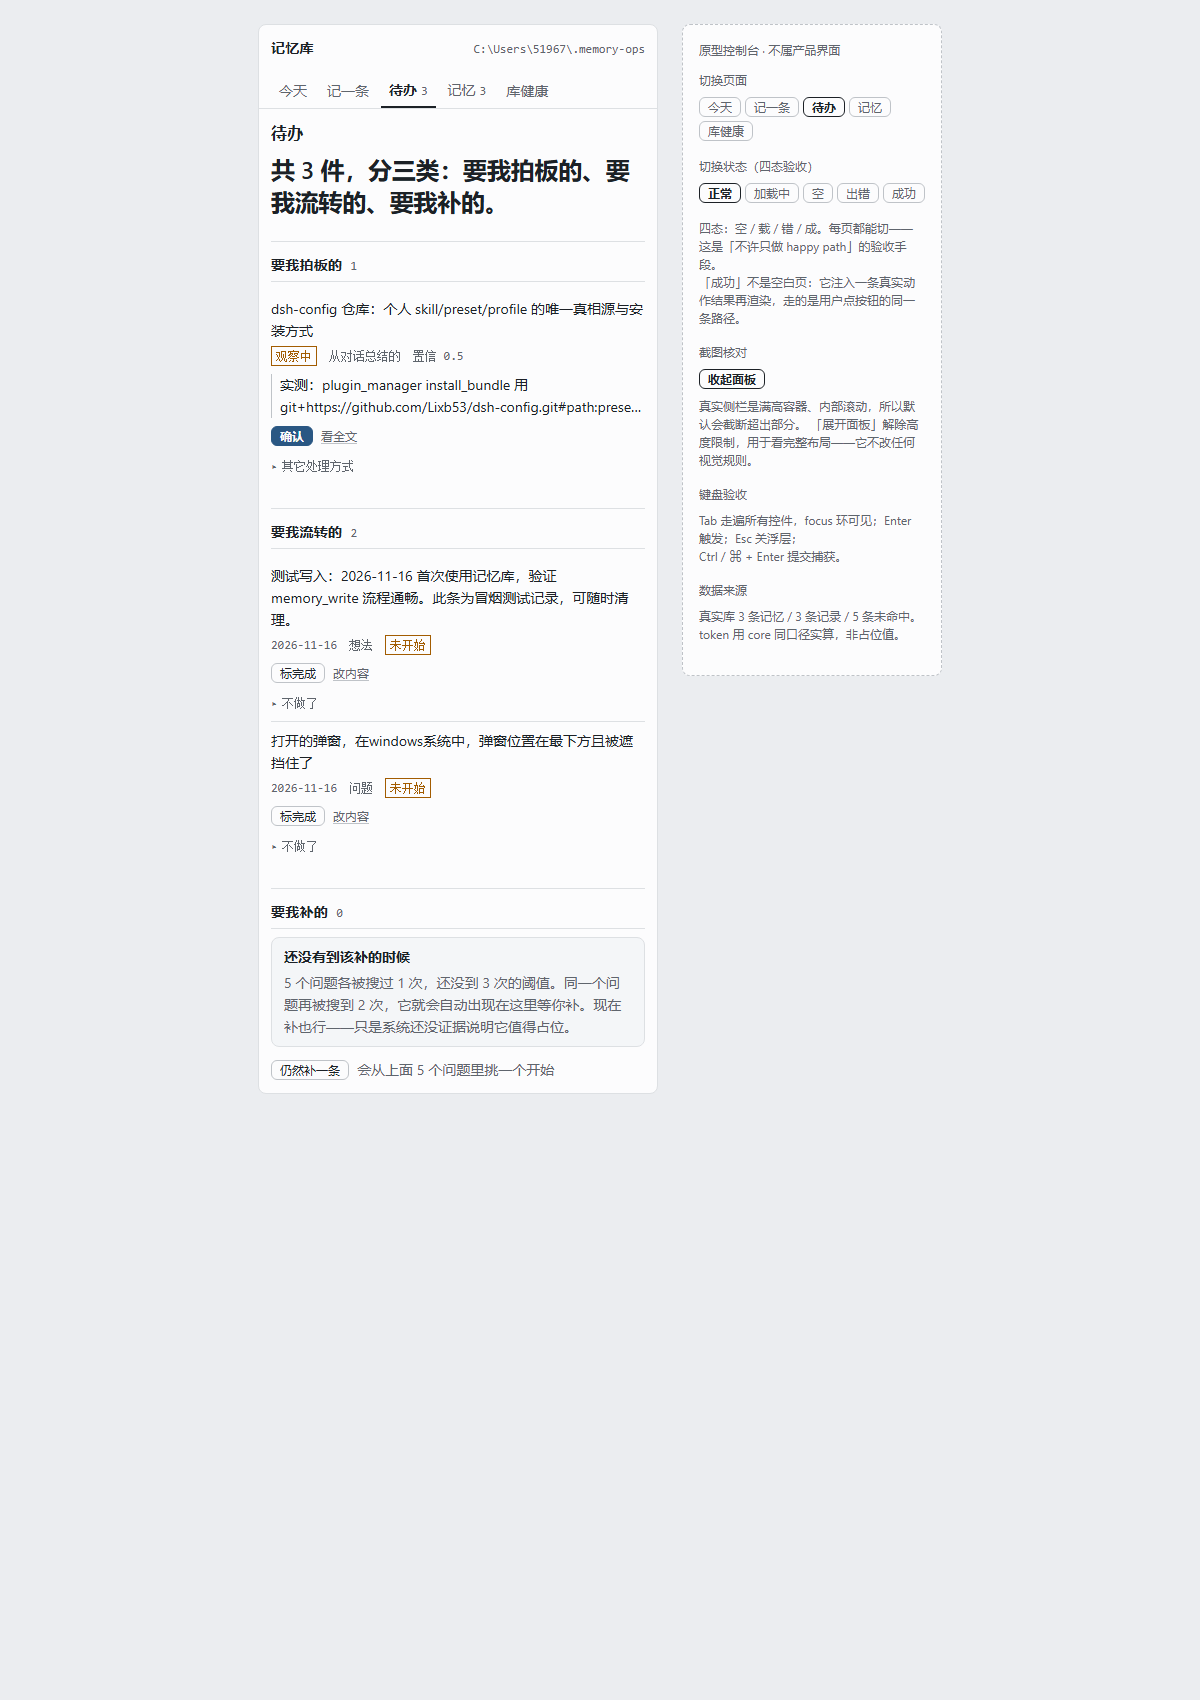 记忆库
C:\Users\51967\.memory-ops
今天 记一条 待办 3 记忆 3 库健康
待办
共 3 件，分三类：要我拍板的、要
我流转的、要我补的。
要我拍板的 1
dsh-config 仓库：个人 skill/preset/profile 的唯一真相源与安
装方式
观察中 从对话总结的 置信 0.5
实测：plugin_manager install_bundle 用
git+https://github.com/Lixb53/dsh-config.git#path:prese...
确认 看全文
▸ 其它处理方式
要我流转的 2
测试写入：2026-11-16 首次使用记忆库，验证
memory_write 流程通畅。此条为冒烟测试记录，可随时清
理。
2026-11-16 想法 未开始
标完成 改内容
▸ 不做了
打开的弹窗，在windows系统中，弹窗位置在最下方且被遮
挡住了
2026-11-16 问题 未开始
标完成 改内容
▸ 不做了
要我补的 0
还没有到该补的时候
5 个问题各被搜过 1 次，还没到 3 次的阈值。同一个问
题再被搜到 2 次，它就会自动出现在这里等你补。现在
补也行——只是系统还没证据说明它值得占位。
仍然补一条 会从上面 5 个问题里挑一个开始
原型控制台 · 不属产品界面
切换页面
今天 记一条 待办 记忆
库健康
切换状态（四态验收）
正常 加载中 空 出错 成功
四态：空 / 载 / 错 / 成。每页都能切——
这是「不许只做 happy path」的验收手
段。
「成功」不是空白页：它注入一条真实动
作结果再渲染，走的是用户点按钮的同一
条路径。
截图核对
收起面板
真实侧栏是满高容器、内部滚动，所以默
认会截断超出部分。 「展开面板」解除高
度限制，用于看完整布局——它不改任何
视觉规则。
键盘验收
Tab 走遍所有控件，focus 环可见；Enter
触发；Esc 关浮层；
Ctrl / ⌘ + Enter 提交捕获。
数据来源
真实库 3 条记忆 / 3 条记录 / 5 条未命中。
token 用 core 同口径实算，非占位值。